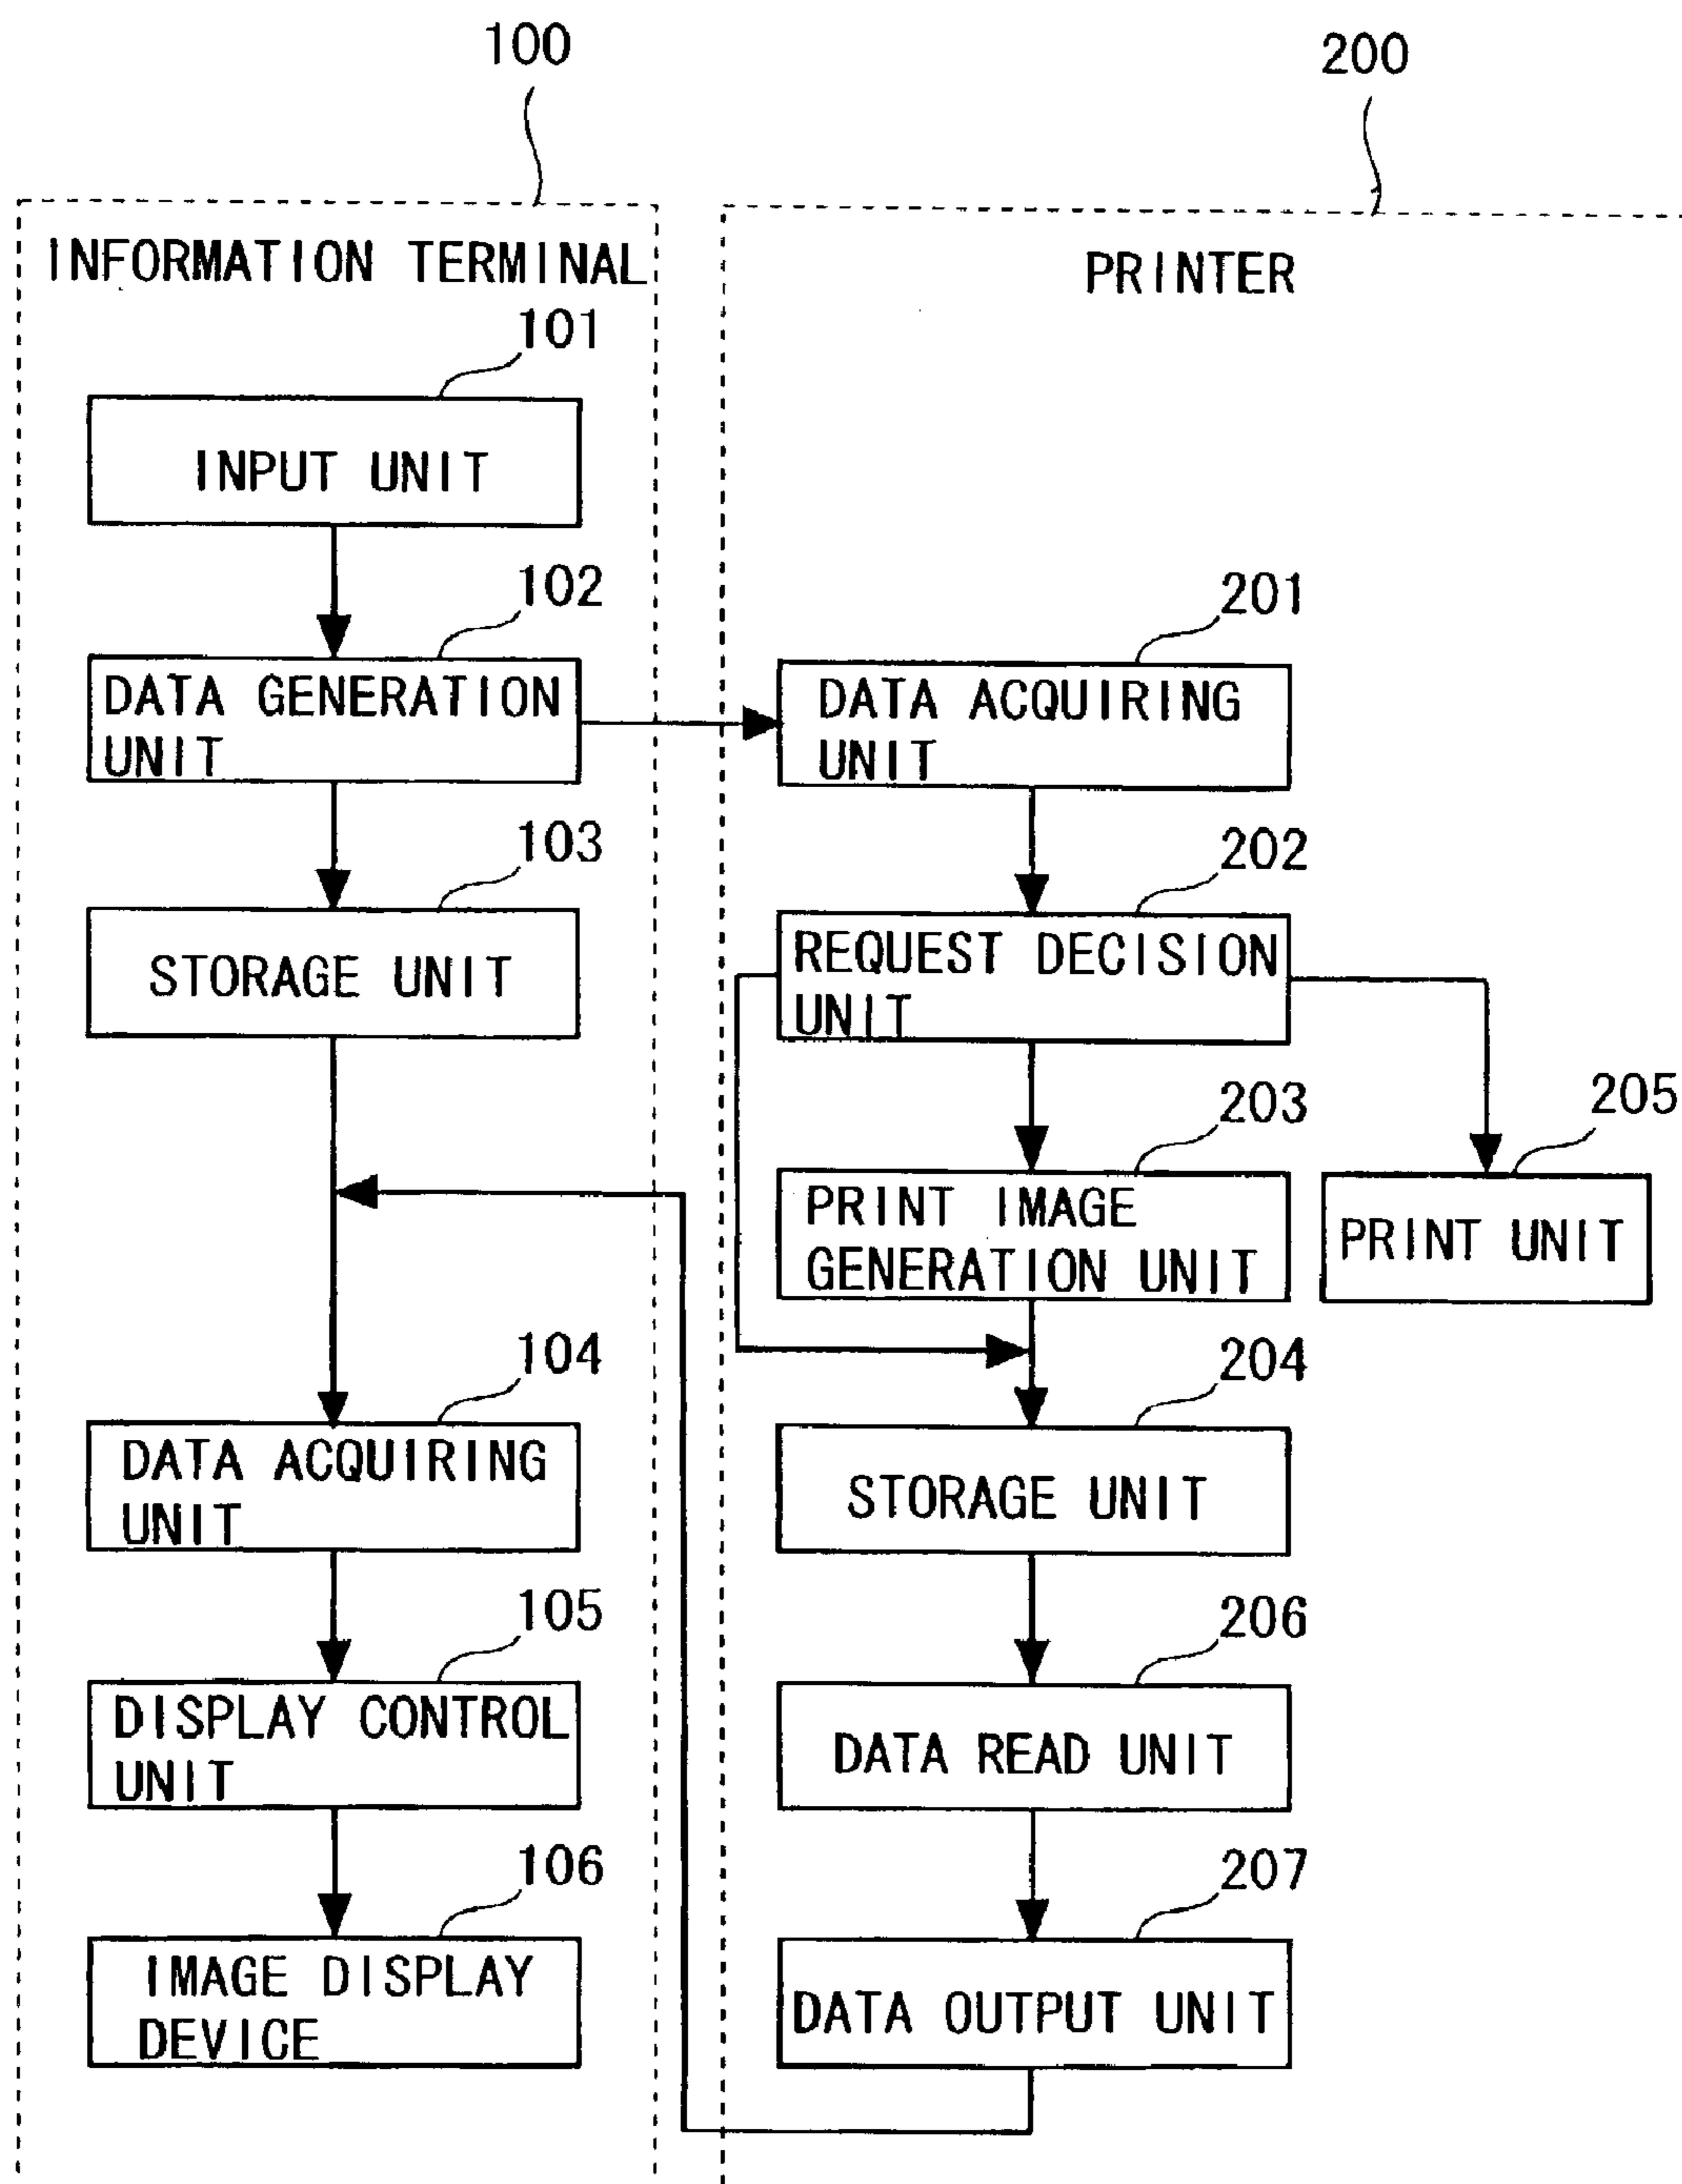 100
200
INFORMATION TERMINAL
PRINTER
101
INPUT UNIT
102
DATA GENERATION
UNIT
103
STORAGE UNIT
104
DATA ACQUIRING
UNIT
105
DISPLAY CONTROL
UNIT
106
IMAGE DISPLAY
DEVICE
201
DATA ACQUIRING
UNIT
202
REQUEST DECISION
UNIT
203
PRINT IMAGE
GENERATION UNIT
205
PRINT UNIT
204
STORAGE UNIT
206
DATA READ UNIT
207
DATA OUTPUT UNIT